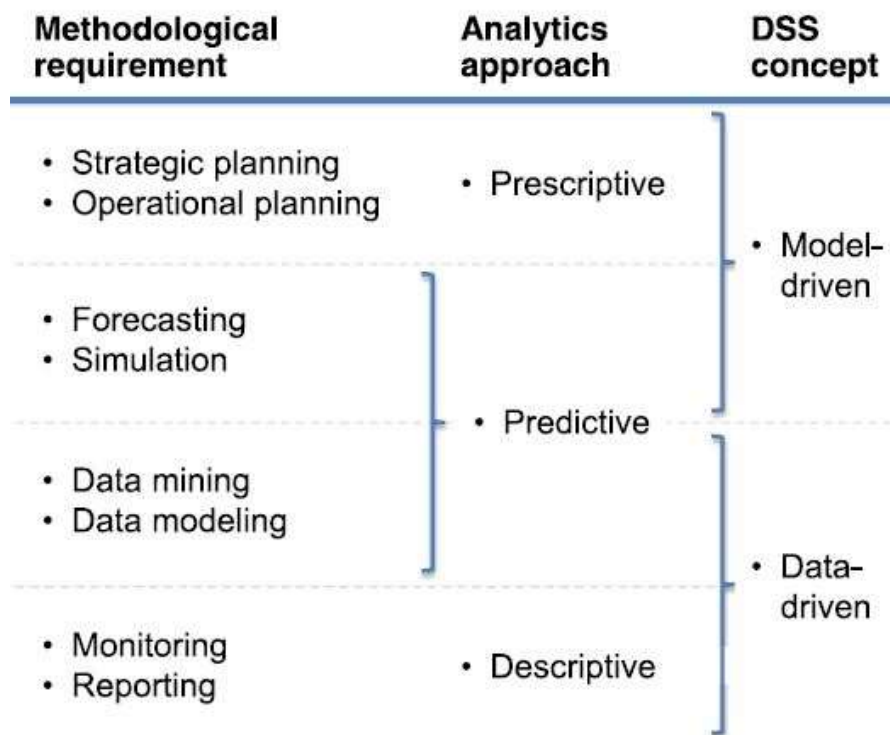 Methodological requirement
Analytics approach
DSS concept
• Strategic planning
• Operational planning
• Prescriptive
• Model-
driven
• Forecasting
• Simulation
• Predictive
• Data mining
• Data modeling
• Data-
driven
• Monitoring
• Reporting
• Descriptive